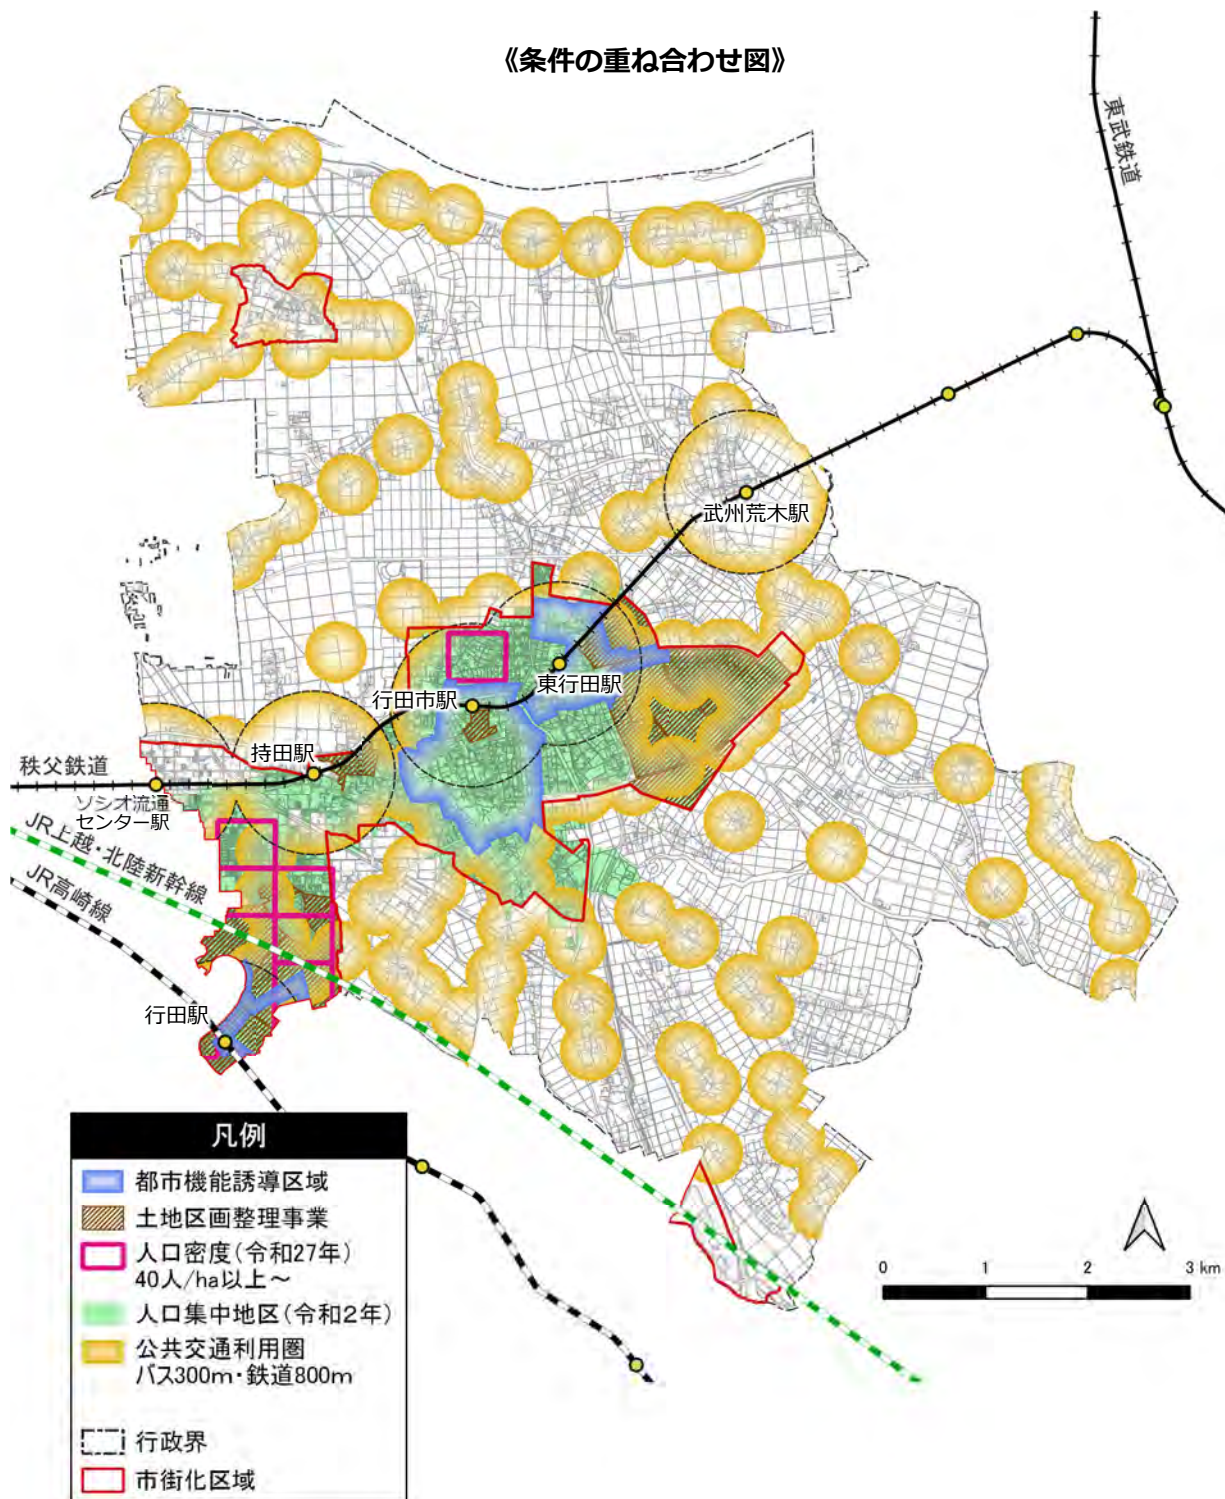 《条件の重ね合わせ図》
東武鉄道
武州荒木駅
東行田駅
行田市駅
持田駅
秩父鉄道
ソシオ流通
センター駅
JR上越・北陸新幹線
JR高崎線
行田駅
凡例
都市機能誘導区域
土地区画整理事業
人口密度(令和27年)
40人/ha以上~
人口集中地区(令和2年)
公共交通利用圏
バス300m・鉄道800m
行政界
市街化区域
0 1 2 3 km